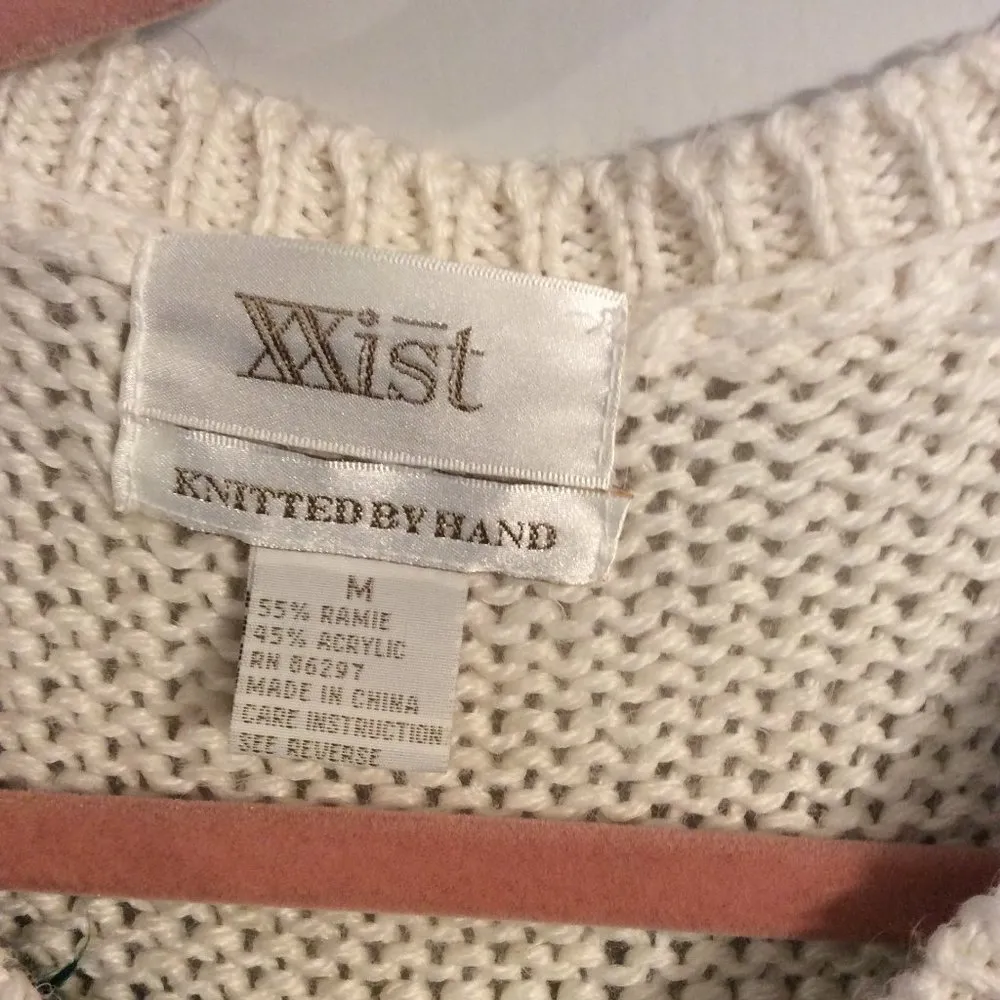 XXist
KNITTED BY HAND
M
55% RAMIE
45% ACRYLIC
RN 86297
MADE IN CHINA
CARE INSTRUCTION
SEE REVERSE